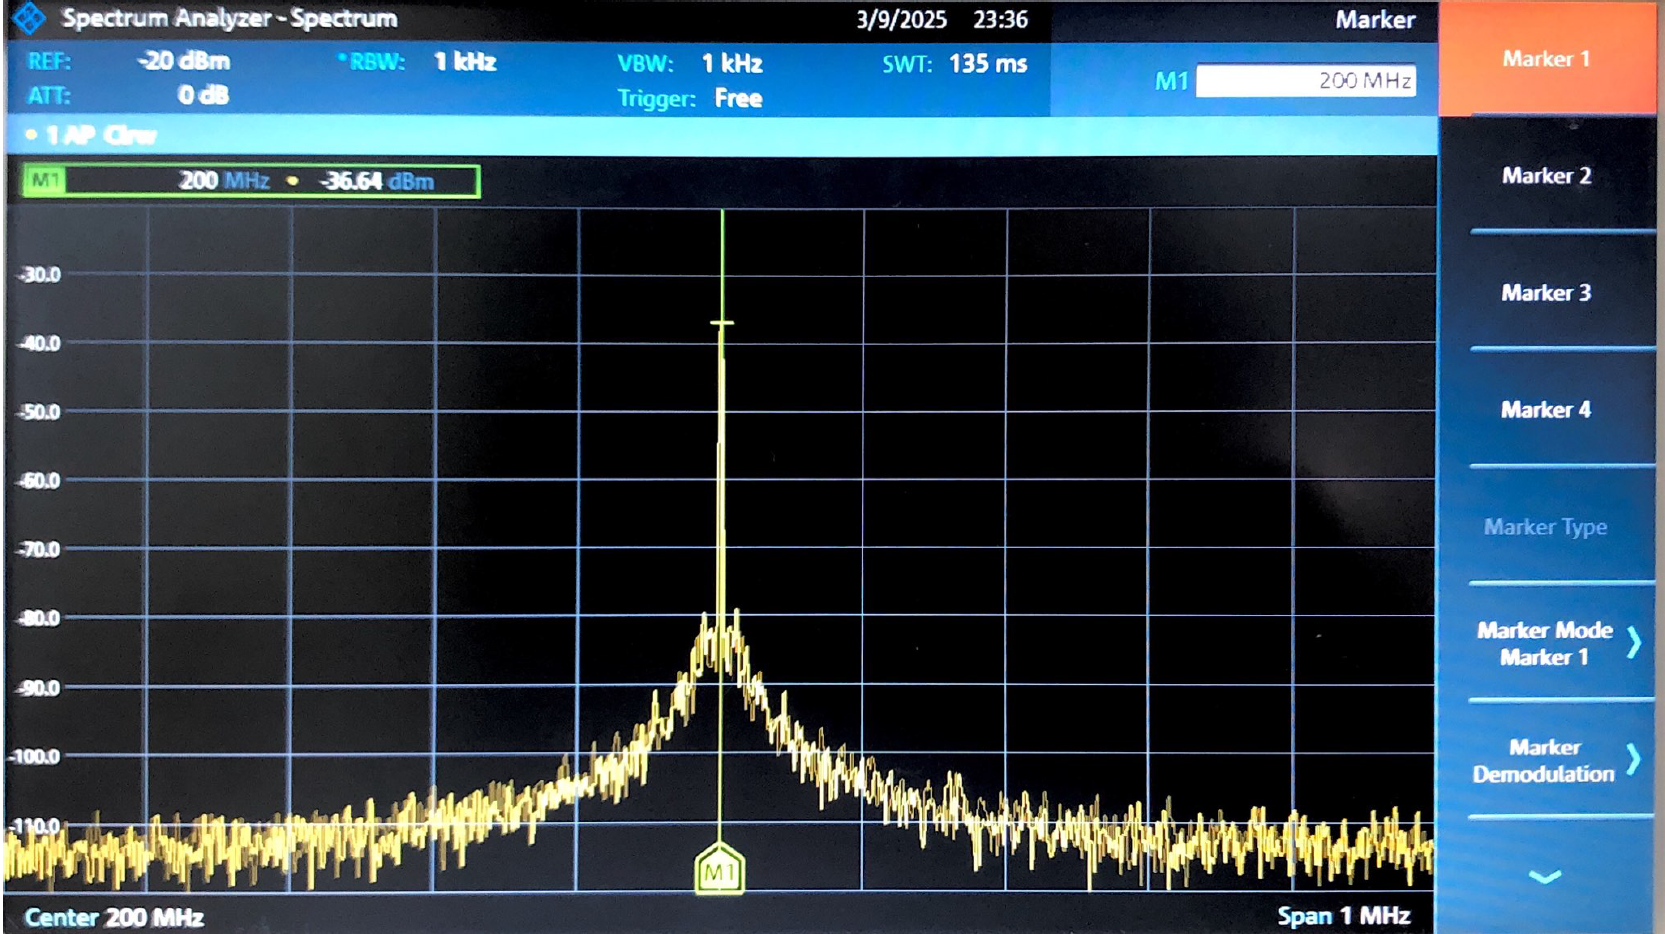 Spectrum Analyzer - Spectrum 3/9/2025 23:36 Marker
REF: -20 dBm • RBW: 1 kHz VBW: 1 kHz SWT: 135 ms M1 200 MHz
ATT: 0 dB Trigger: Free
• 1 AP Clrw
M1 200 MHz • -36.64 dBm
-30.0
-40.0
-50.0
-60.0
-70.0
-80.0
-90.0
-100.0
-110.0
M1
Center 200 MHz Span 1 MHz
Marker 1
Marker 2
Marker 3
Marker 4
Marker Type
Marker Mode
Marker 1
Marker
Demodulation